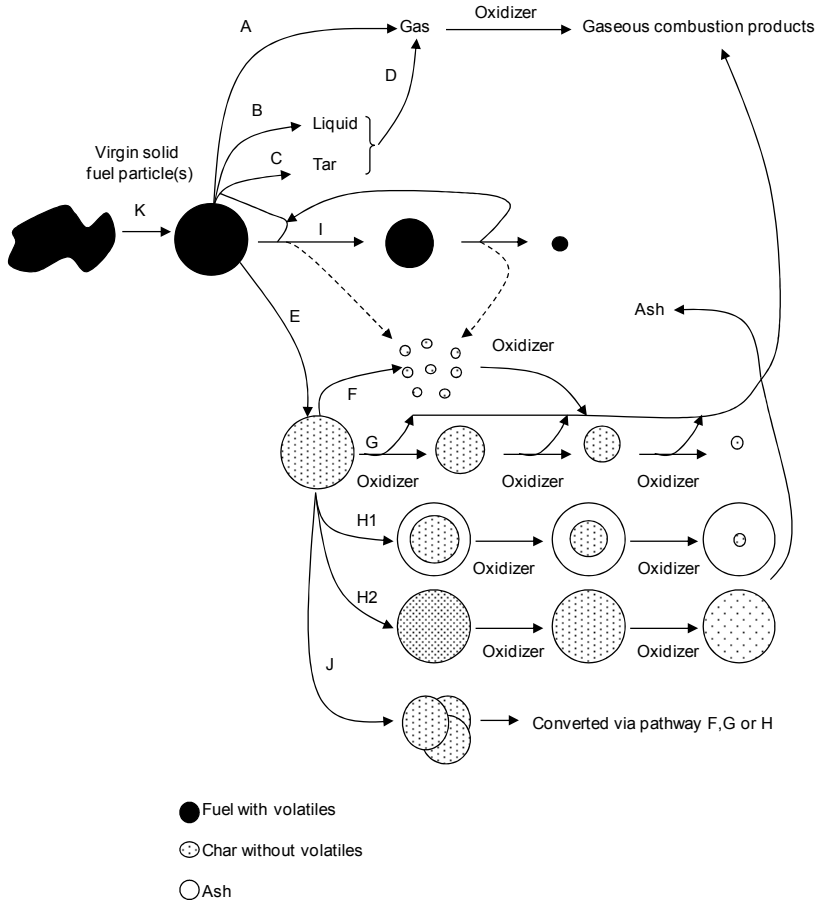 A
Gas
Oxidizer
Gaseous combustion products
D
B
Liquid
Virgin solid
fuel particle(s)
C
Tar
K
I
E
Ash
Oxidizer
F
G
Oxidizer
Oxidizer
Oxidizer
H1
Oxidizer
Oxidizer
H2
Oxidizer
Oxidizer
J
Converted via pathway F,G or H
Fuel with volatiles
Char without volatiles
Ash